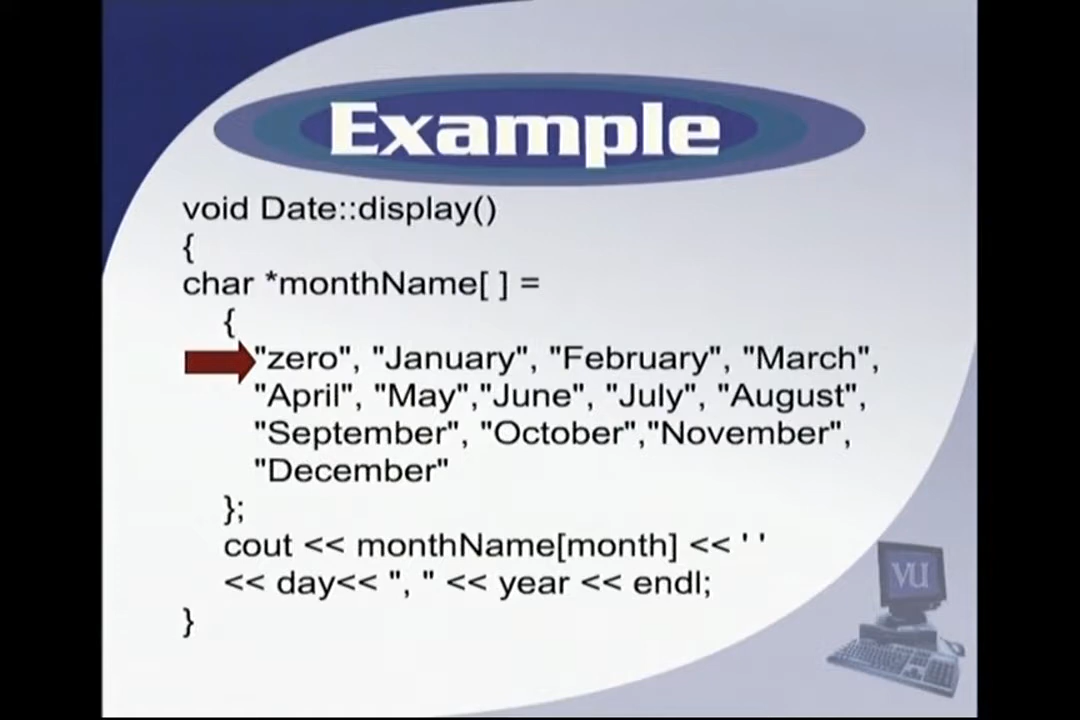 Example
void Date::display()
{
char *monthName[ ] =
{
"zero", "January", "February", "March",
"April", "May","June", "July", "August",
"September", "October","November",
"December"
};
cout << monthName[month] << ' '
<< day<< ", " << year << endl;
}
VU